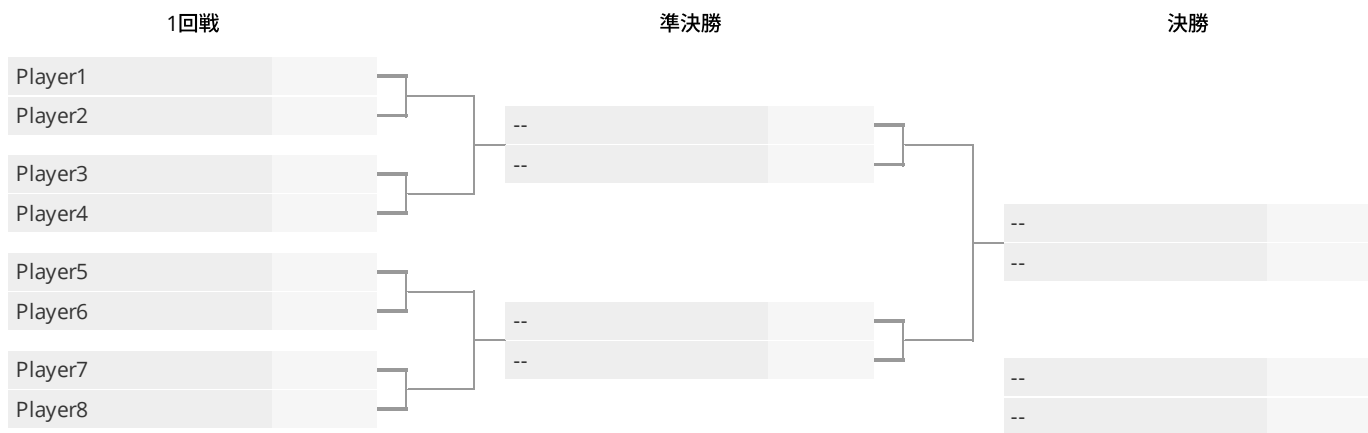 1回戦 準決勝 決勝
Player1
Player2
--
--
Player3
Player4
--
--
Player5
Player6
--
--
Player7
Player8
--
--